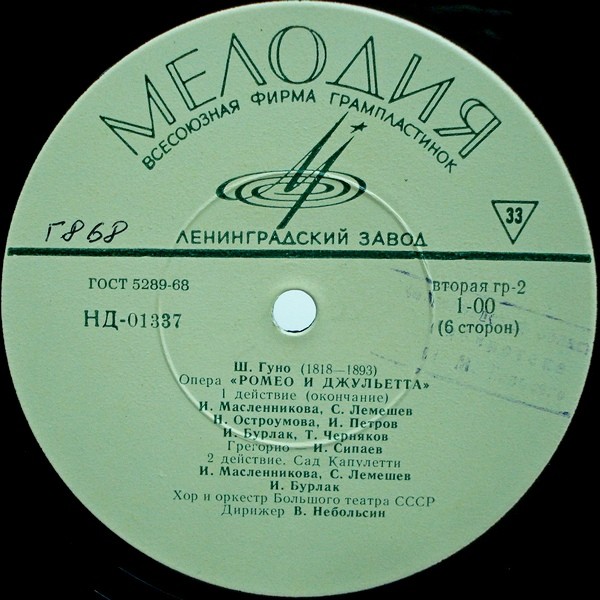 МЕЛОДИЯ
ВСЕСОЮЗНАЯ ФИРМА ГРАМПЛАСТИНОК
33
Г868
ЛЕНИНГРАДСКИЙ ЗАВОД
ГОСТ 5289-68
вторая гр-2
НД-01337
1-00
(6 сторон)
Ш. Гуно (1818—1893)
Опера «РОМЕО И ДЖУЛЬЕТТА»
1 действие (окончание)
И. Масленникова, С. Лемешев
Н. Остроумова, И. Петров
И. Бурлак, Т. Черняков
Грегорио — И. Сипаев
2 действие. Сад Капулетти
И. Масленникова, С. Лемешев
И. Бурлак
Хор и оркестр Большого театра СССР
Дирижер В. Небольсин